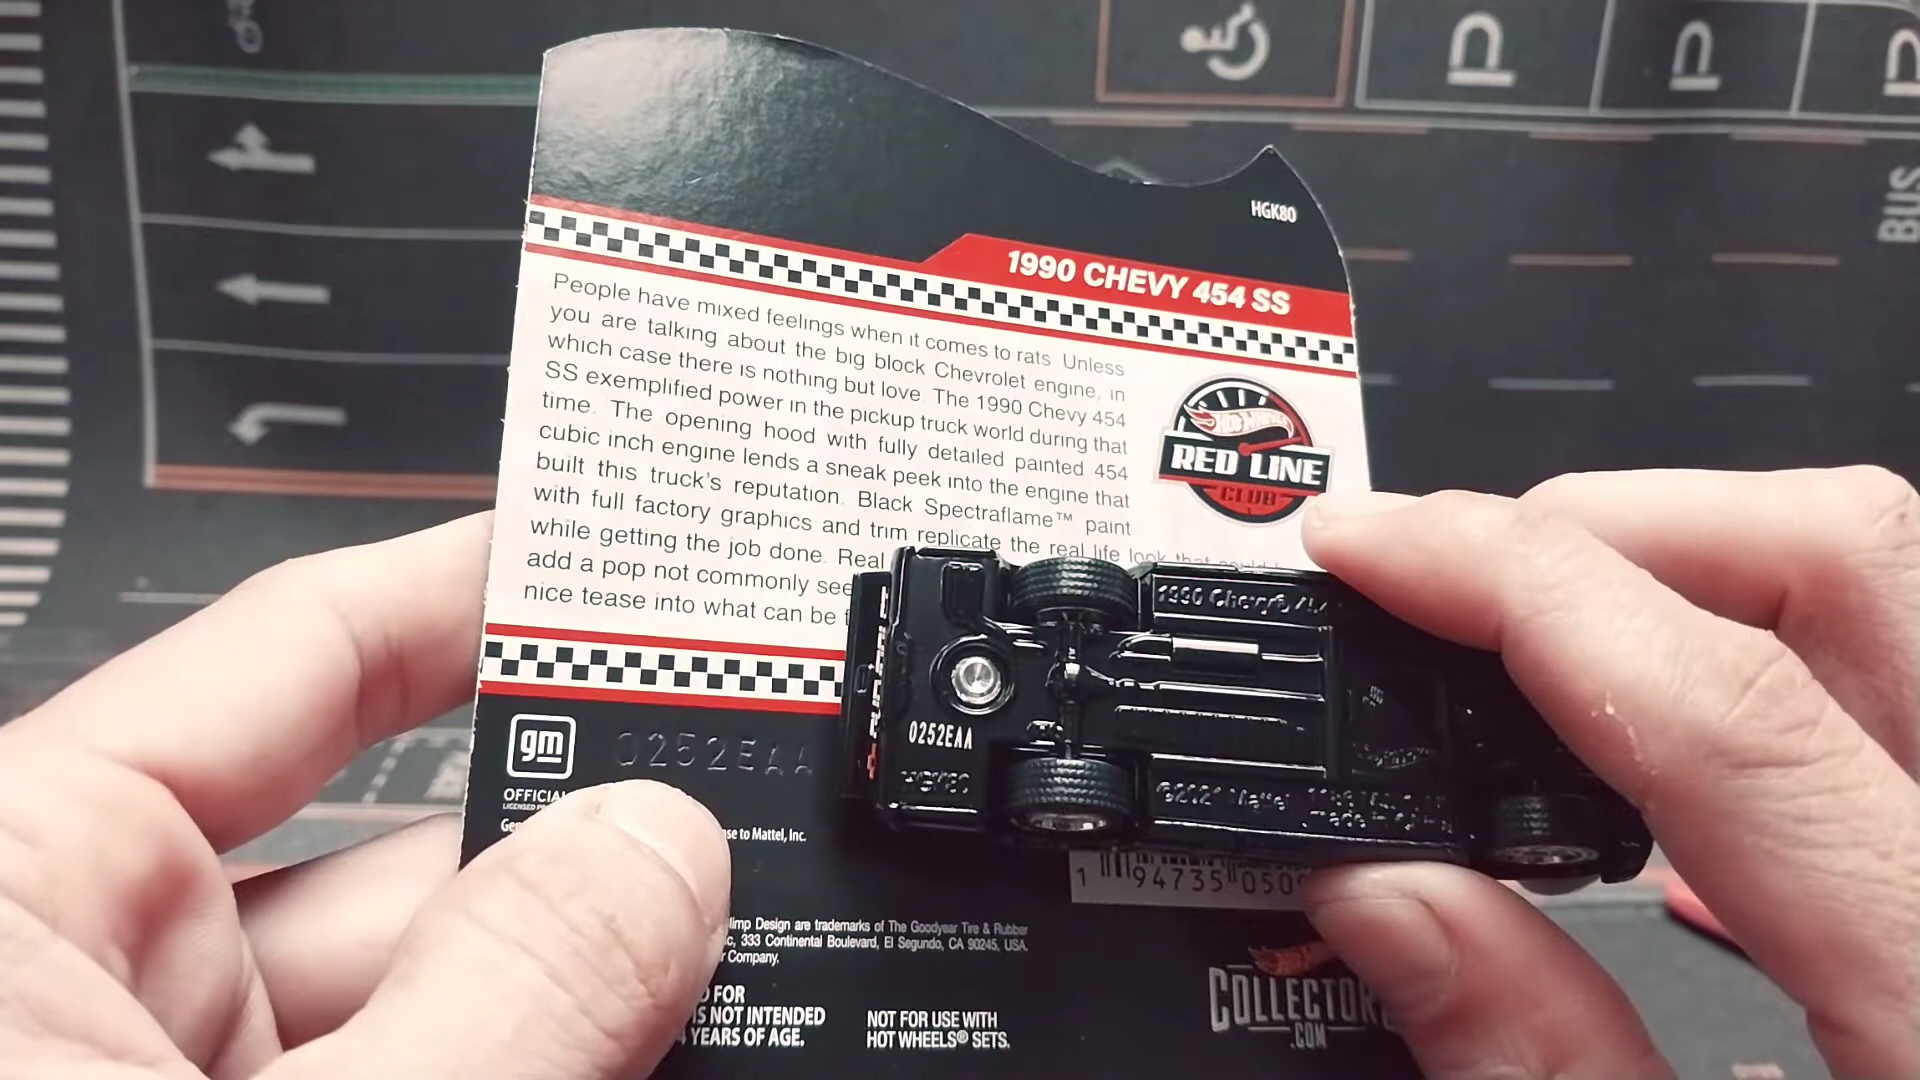 HGK80
1990 CHEVY 454 SS
People have mixed feelings when it comes to rats. Unless
you are talking about the big block Chevrolet engine, in
which case there is nothing but love. The 1990 Chevy 454
SS exemplified power in the pickup truck world during that
time. The opening hood with fully detailed painted 454
cubic inch engine lends a sneak peek into the engine that
built this truck's reputation. Black Spectraflame™ paint
with full factory graphics and trim replicate the real life look that
while getting the job done. Real
add a pop not commonly
nice tease into what can be
HOT WHEELS
RED LINE
CLUB
1990 Chevy®
0252EAA
HGK80
©2021 Mattel
gm
0252EAA
to Mattel, Inc.
1 94735 050
Design are trademarks of The Goodyear Tire & Rubber
333 Continental Boulevard, El Segundo, CA 90245, USA.
Company.
FOR
IS NOT INTENDED
YEARS OF AGE.
NOT FOR USE WITH
HOT WHEELS® SETS.
.COM
BUS
P
P